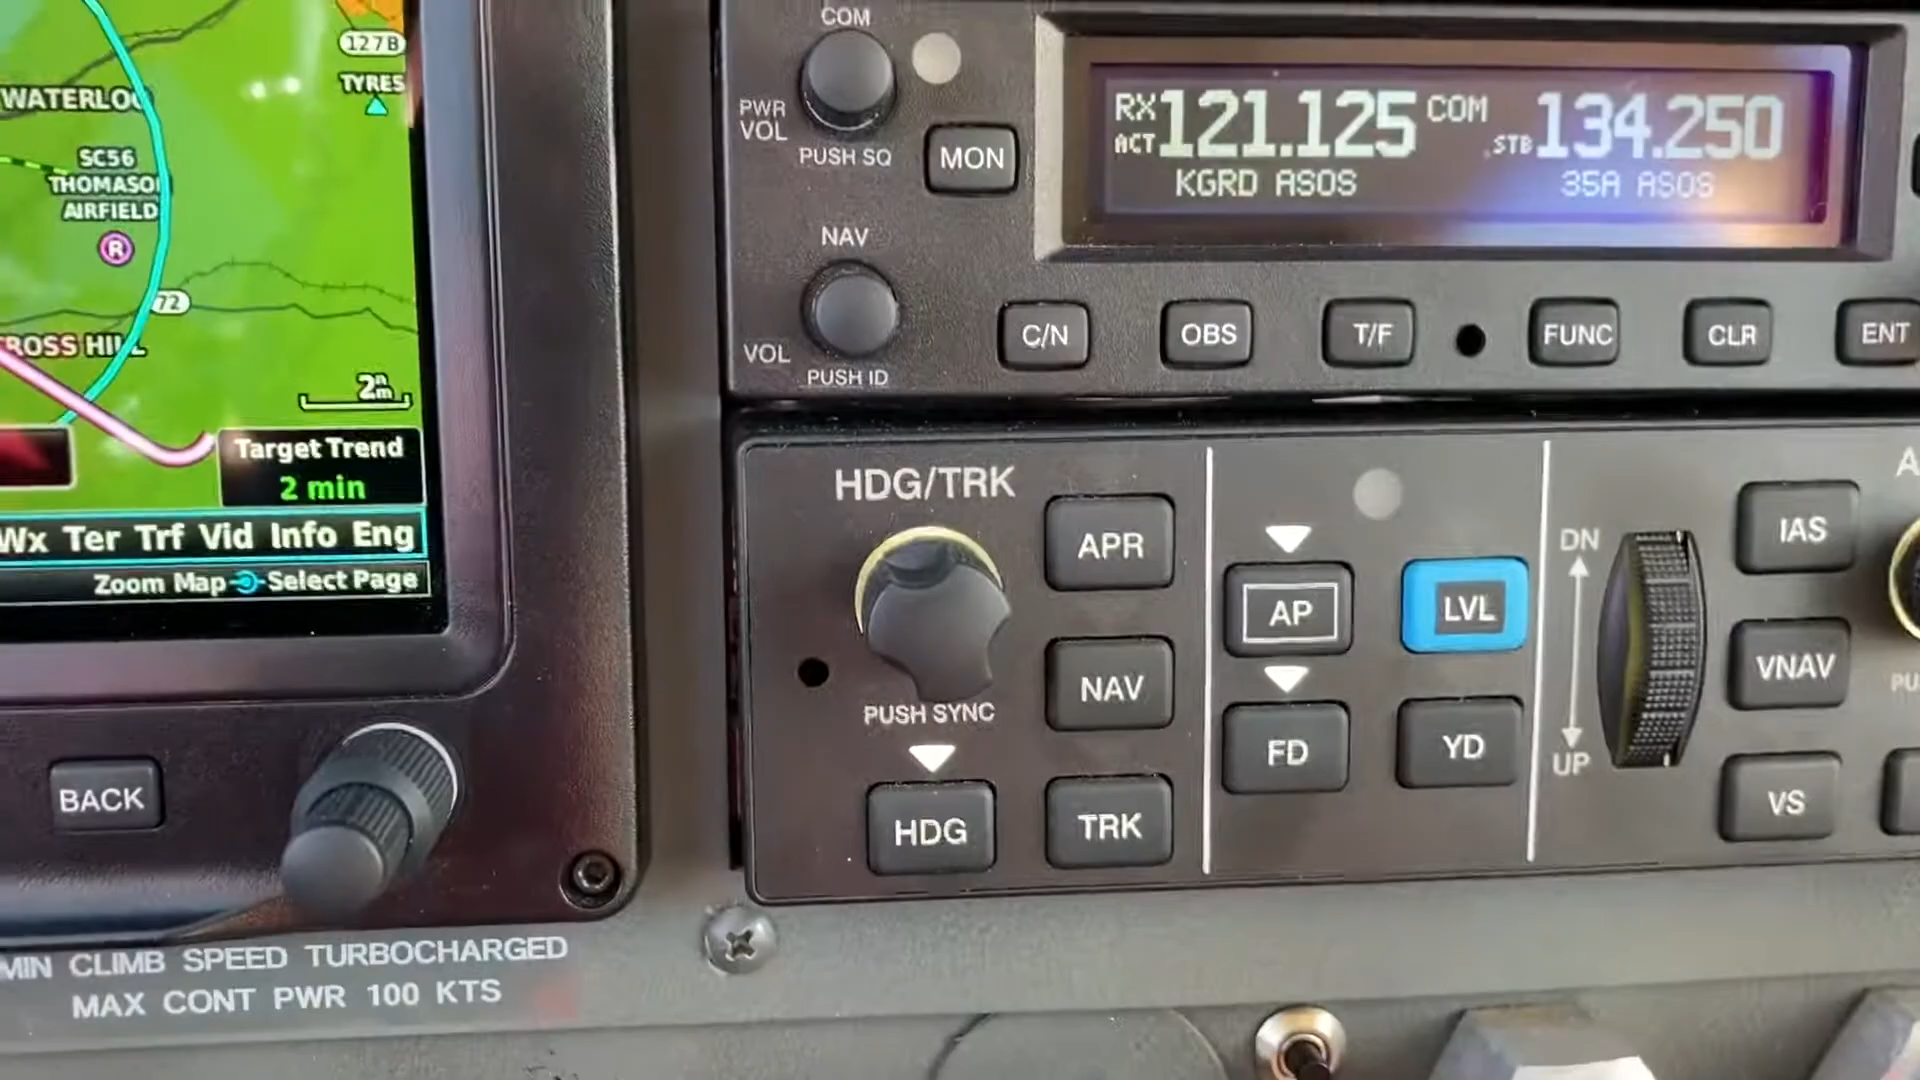 127B
TYRES
WATERLOO
SC56
THOMASON
AIRFIELD
R
72
ROSS HILL
2nm
Target Trend
2 min
Wx Ter Trf Vid Info Eng
Zoom Map Select Page
BACK
MIN CLIMB SPEED TURBOCHARGED
MAX CONT PWR 100 KTS
COM
PWR
VOL
PUSH SQ
MON
RX 121.125 COM 134.250
ACT STB
KGRD ASOS 35A ASOS
NAV
VOL
PUSH ID
C/N OBS T/F FUNC CLR ENT
HDG/TRK
APR
PUSH SYNC
NAV
HDG
TRK
AP
LVL
FD
YD
DN
UP
IAS
VNAV
VS